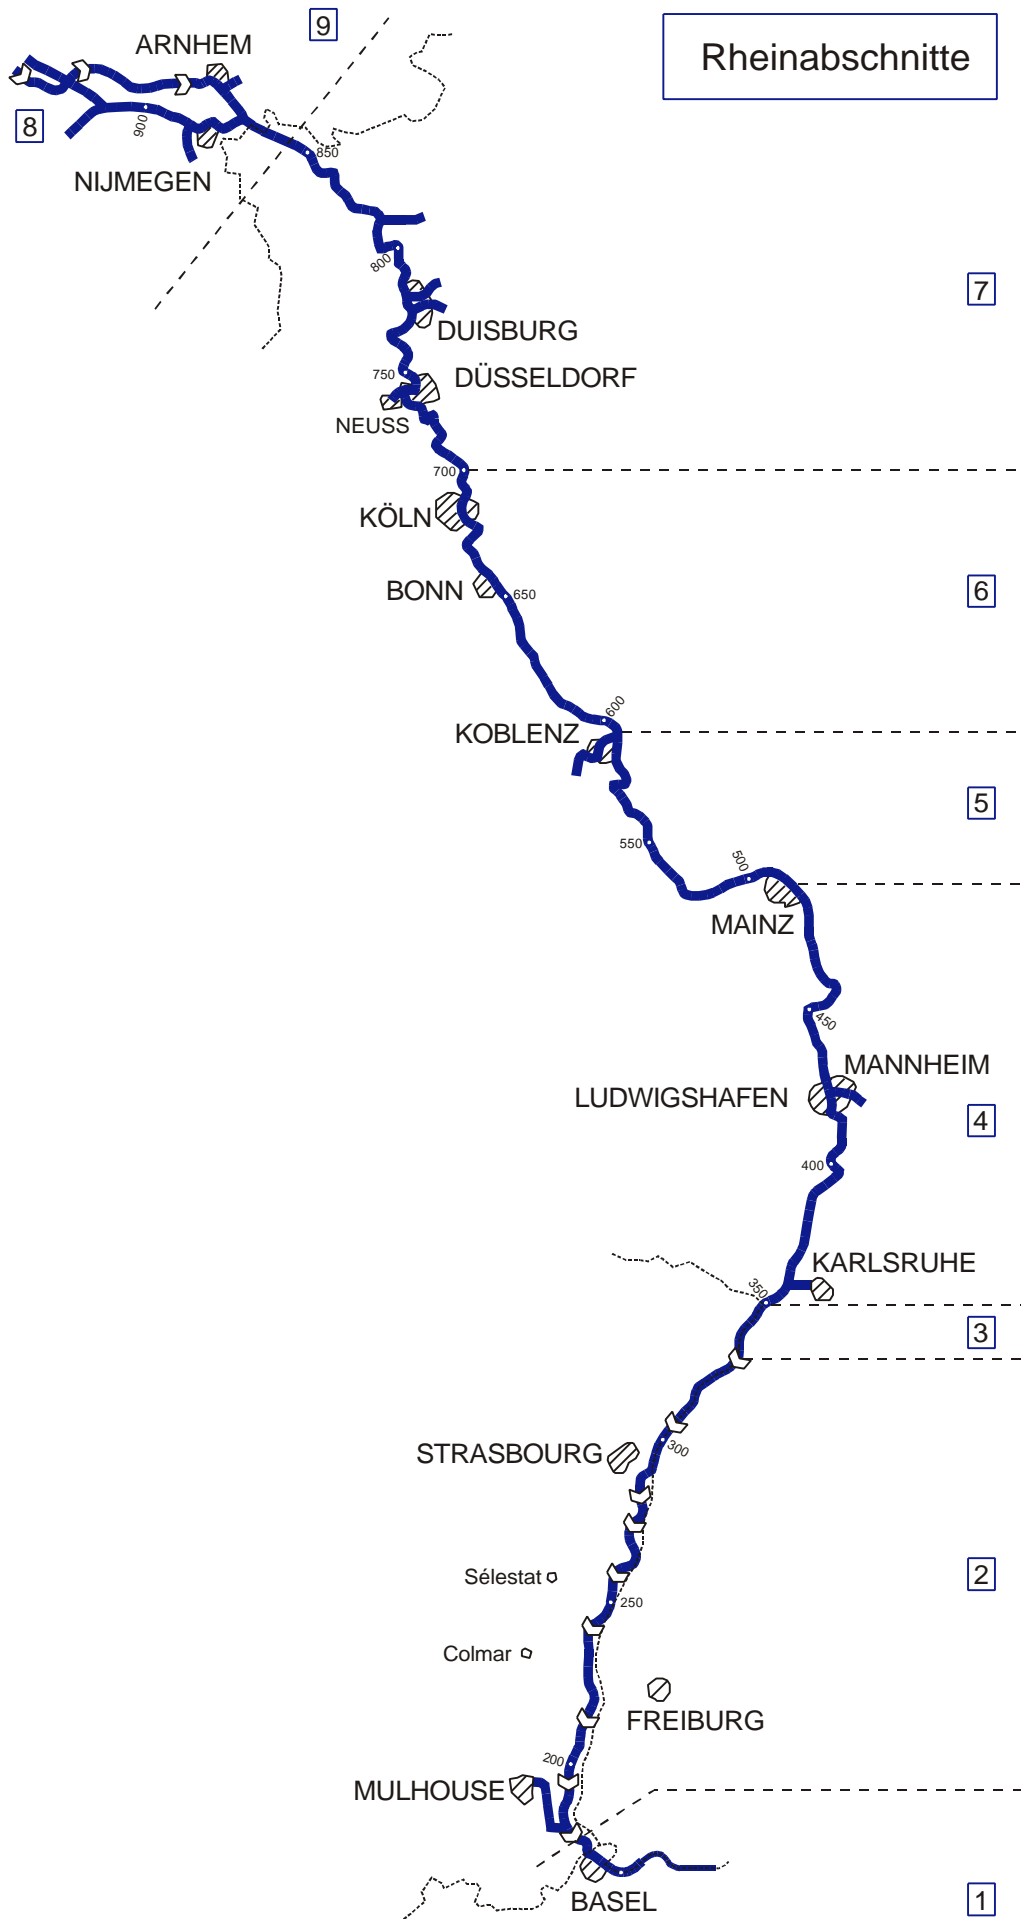 9
ARNHEM
Rheinabschnitte
8
900
850
NIJMEGEN
800
7
DUISBURG
750
DÜSSELDORF
NEUSS
700
KÖLN
BONN
650
6
600
KOBLENZ
5
550
500
MAINZ
450
MANNHEIM
LUDWIGSHAFEN
4
400
KARLSRUHE
350
3
STRASBOURG
300
Sélestat
2
250
Colmar
FREIBURG
200
MULHOUSE
BASEL
1